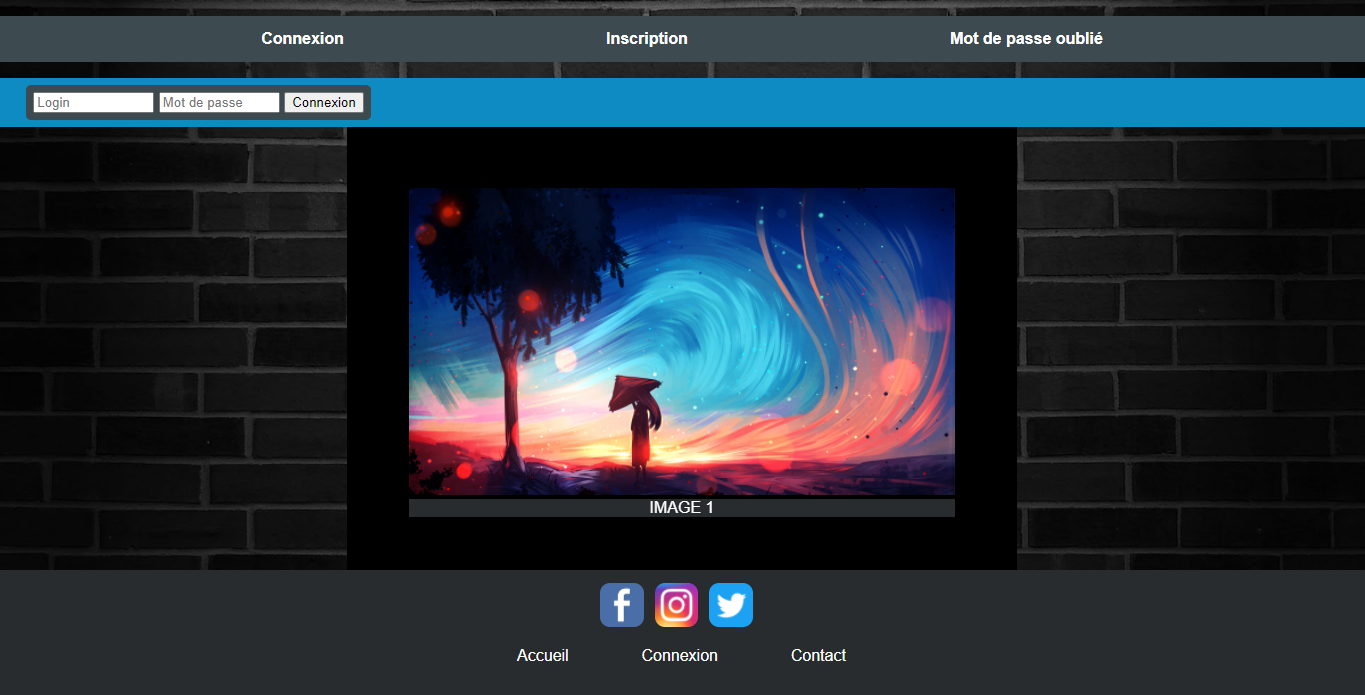 Connexion Inscription Mot de passe oublié
Login Mot de passe Connexion
IMAGE 1
Accueil Connexion Contact